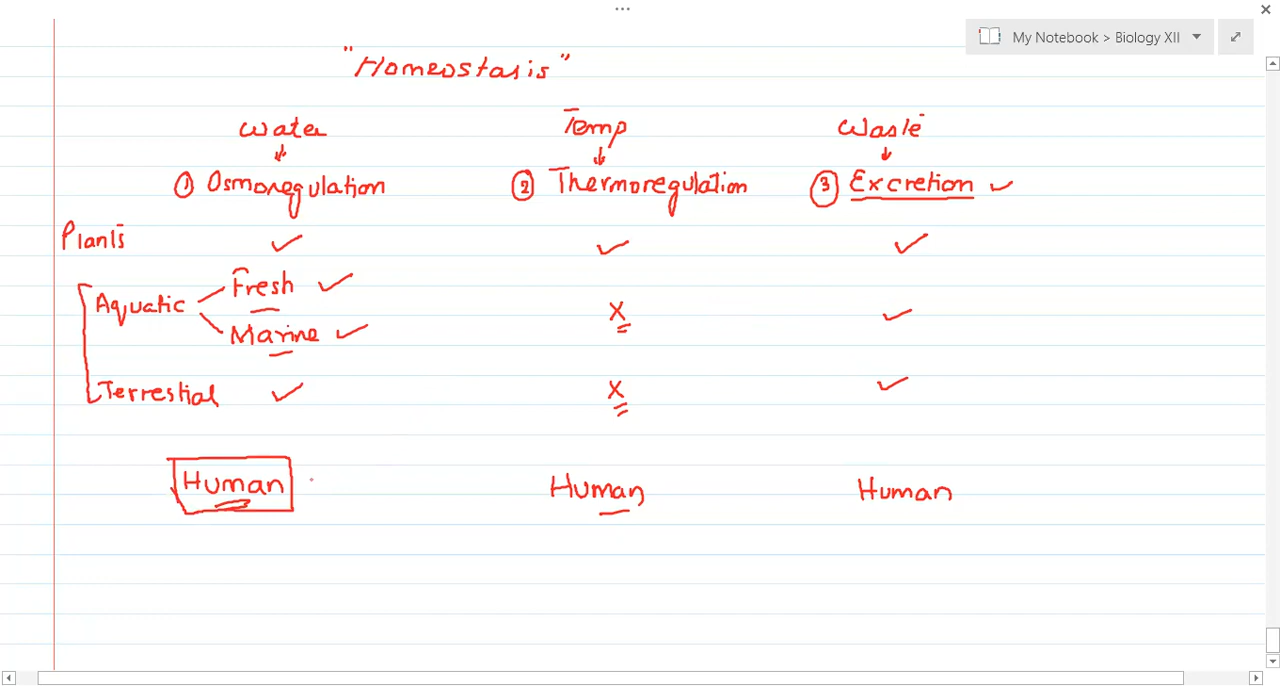 My Notebook > Biology XII
"Homeostasis"
Water Temp Waste
① Osmoregulation ② Thermoregulation ③ Excretion ✓
Plants ✓ ✓ ✓
Fresh ✓
Aquatic X ✓
Marine ✓
Terrestial ✓ X ✓
Human Human Human